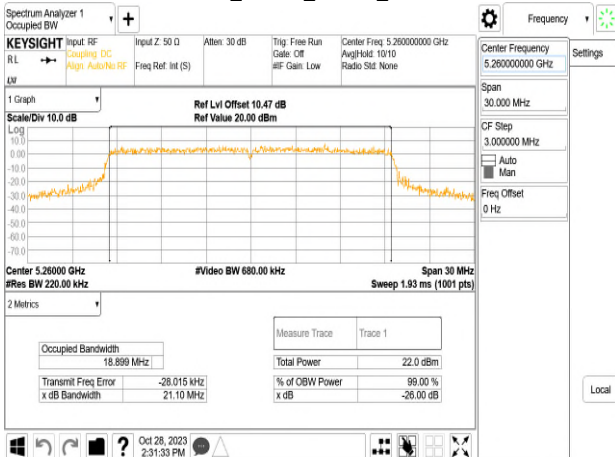 Spectrum Analyzer 1
Occupied BW
+
Frequency
KEYSIGHT
RL
Input: RF
Coupling: DC
Align: Auto/No RF
Input Z: 50 Ω
Freq Ref: Int (S)
Atten: 30 dB
Trig: Free Run
Gate: Off
#IF Gain: Low
Center Freq: 5.260000000 GHz
Avg|Hold: 10/10
Radio Std: None
Center Frequency
5.260000000 GHz
Settings
Span
30.000 MHz
CF Step
3.000000 MHz
Auto
Man
Freq Offset
0 Hz
Local
1 Graph
Scale/Div 10.0 dB
Ref Lvl Offset 10.47 dB
Ref Value 20.00 dBm
Log
10.0
0.00
-10.0
-20.0
-30.0
-40.0
-50.0
-60.0
-70.0
Center 5.26000 GHz
#Res BW 220.00 kHz
#Video BW 680.00 kHz
Span 30 MHz
Sweep 1.93 ms (1001 pts)
2 Metrics
Measure Trace Trace 1
Occupied Bandwidth
18.899 MHz
Total Power 22.0 dBm
Transmit Freq Error -28.015 kHz
% of OBW Power 99.00 %
x dB Bandwidth 21.10 MHz
x dB -26.00 dB
?
Oct 28, 2023
2:31:33 PM